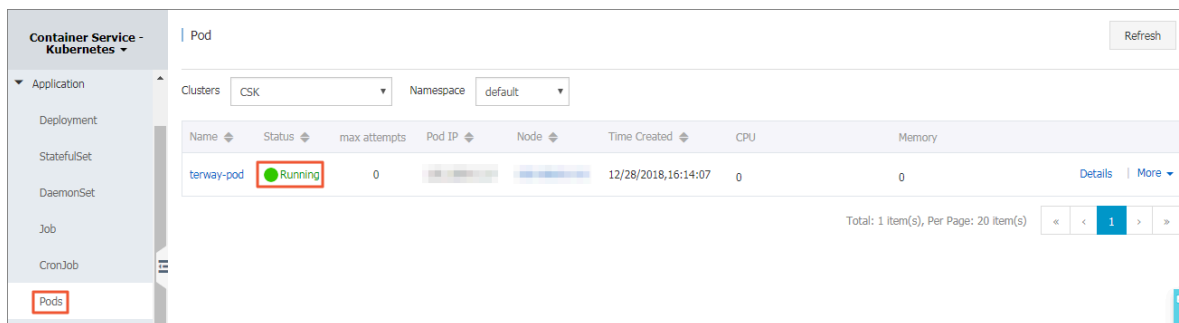 Container Service -
Kubernetes
Pod
Refresh
Application
Clusters CSK Namespace default
Deployment
Name Status max attempts Pod IP Node Time Created CPU Memory
StatefulSet
terway-pod Running 0 12/28/2018,16:14:07 0 0 Details | More
DaemonSet
Total: 1 item(s), Per Page: 20 item(s) « ‹ 1 › »
Job
CronJob
Pods